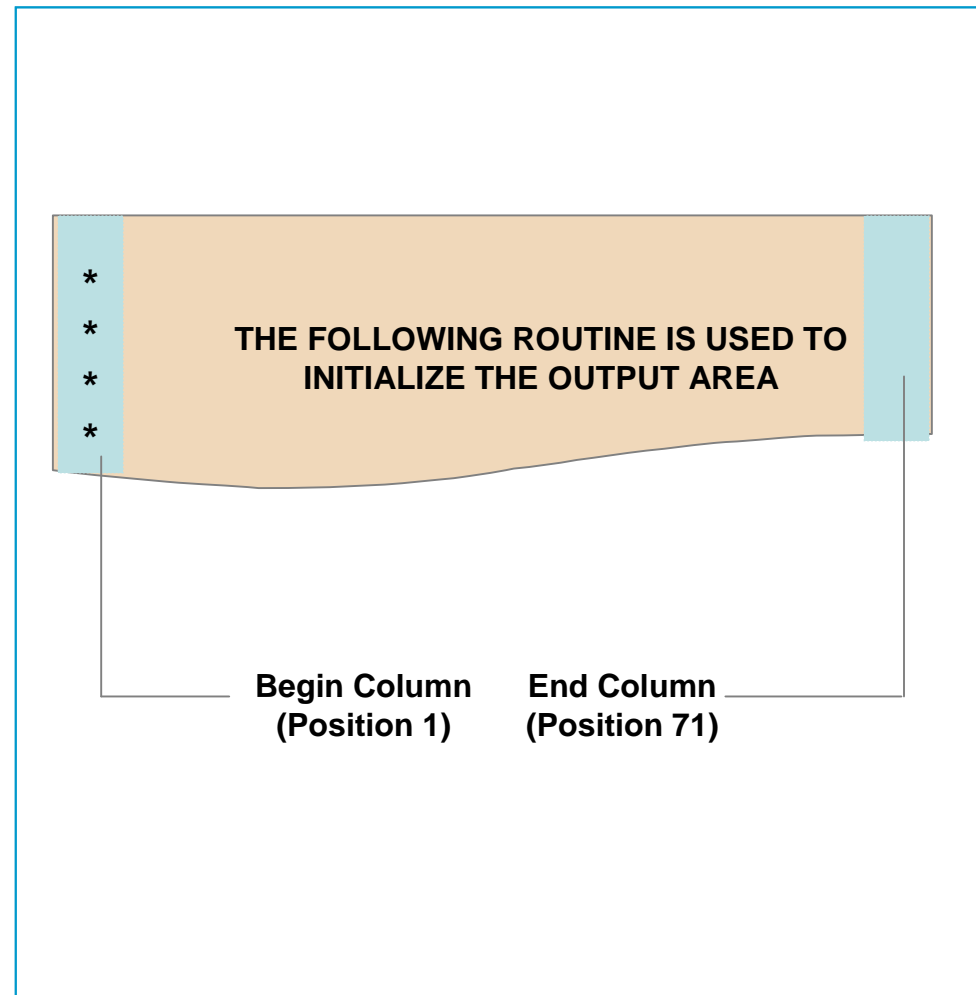 *
*
THE FOLLOWING ROUTINE IS USED TO
INITIALIZE THE OUTPUT AREA
*
*
Begin Column
(Position 1)
End Column
(Position 71)